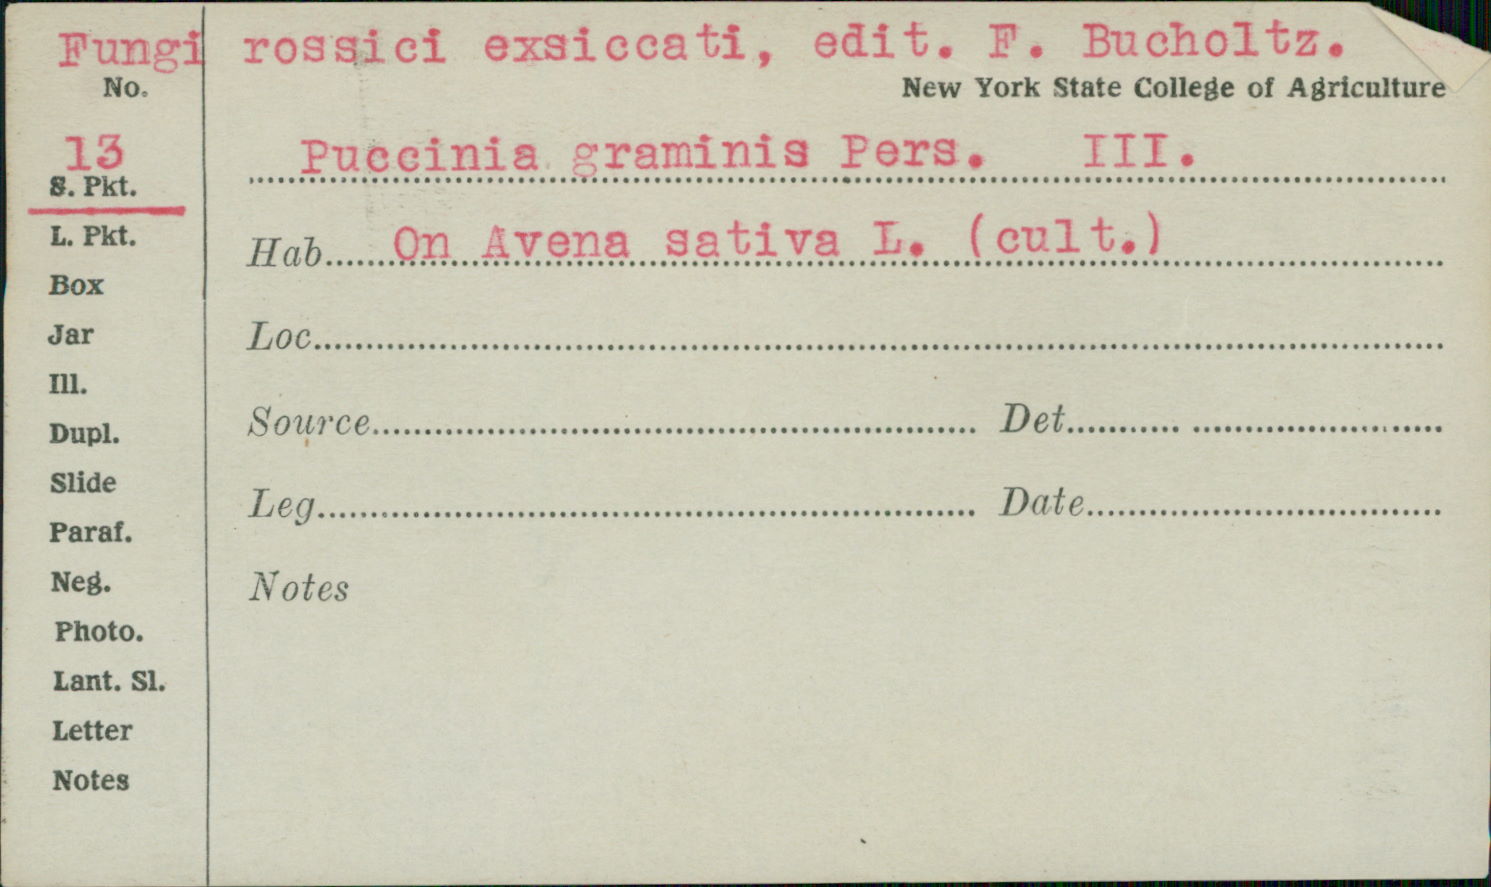 Fungi rossici exsiccati, edit. F. Bucholtz.
No.
New York State College of Agriculture
13
Puccinia graminis Pers. III.
S. Pkt.
L. Pkt.
Hab. On Avena sativa L. (cult.)
Box
Jar
Loc.
Ill.
Dupl.
Source
Det.
Slide
Leg.
Date
Paraf.
Neg.
Notes
Photo.
Lant. Sl.
Letter
Notes